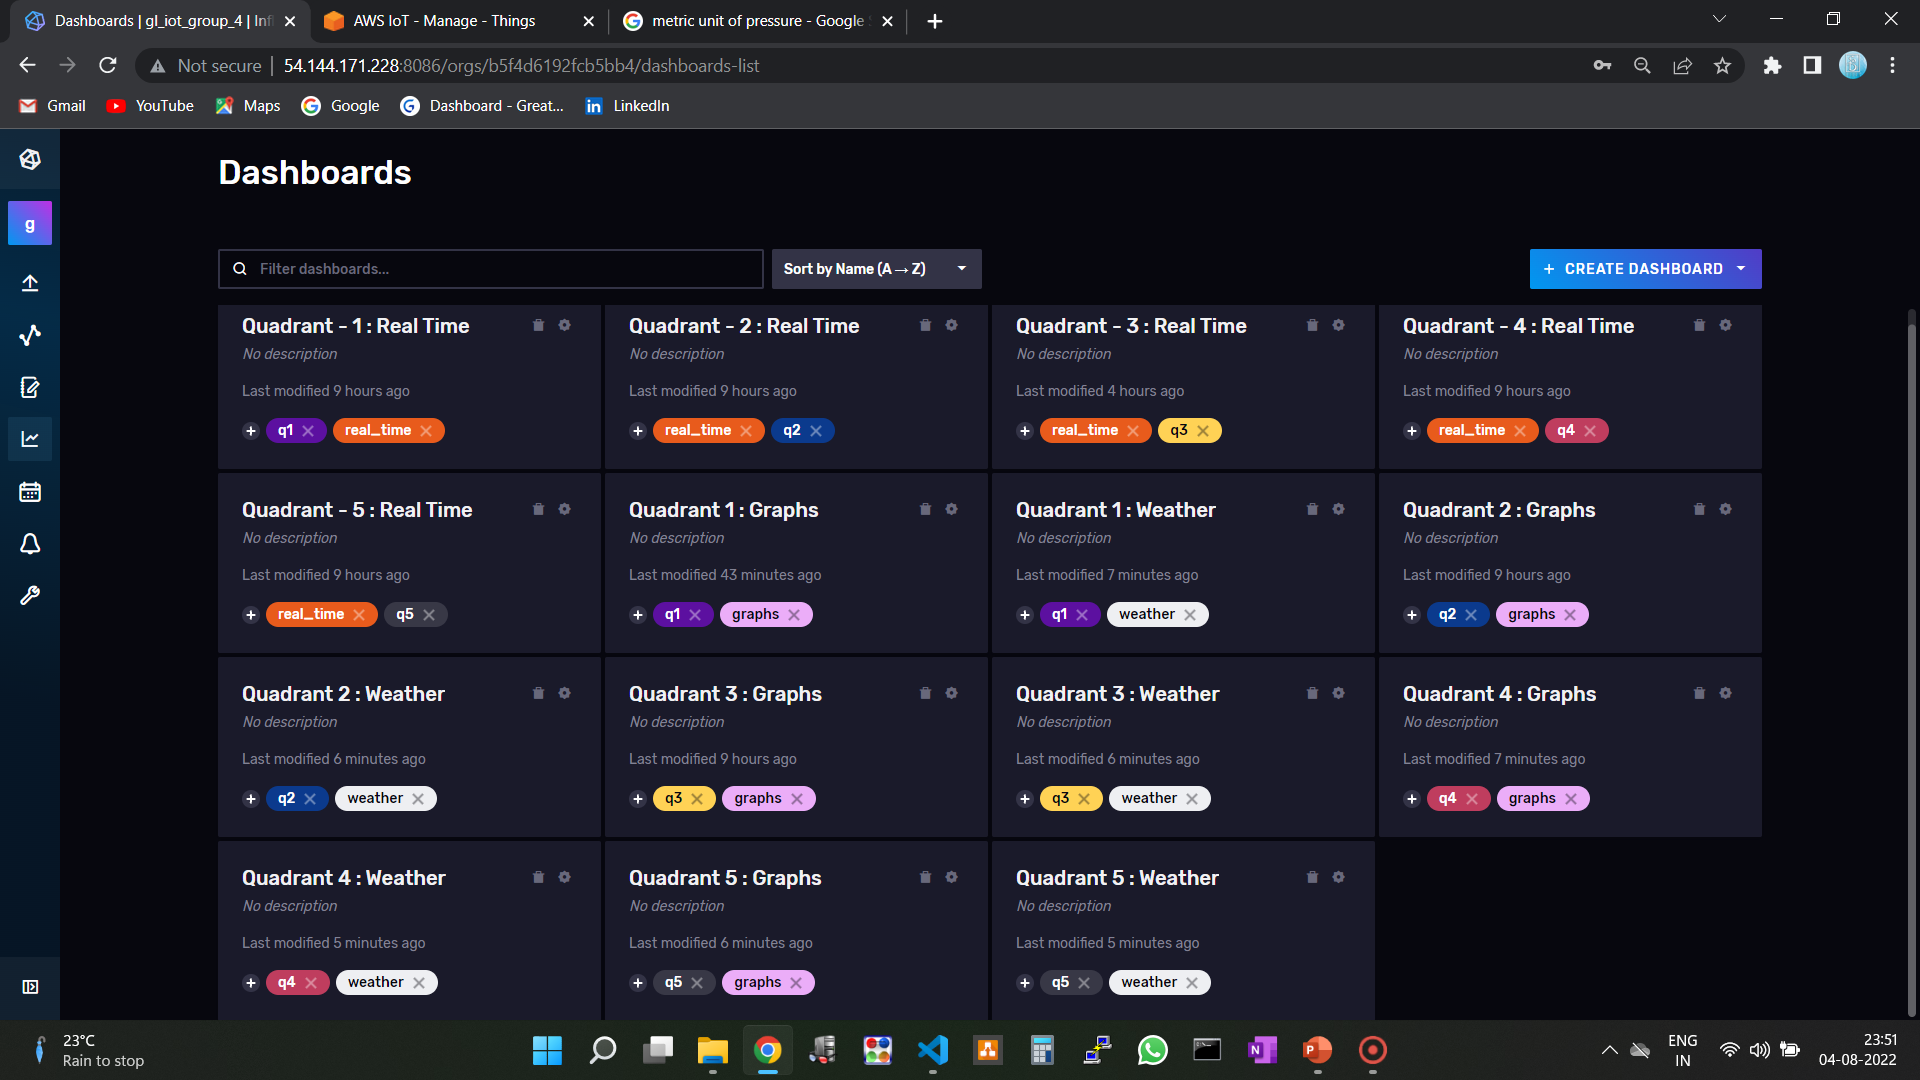 Dashboards | gl_iot_group_4 | Inf
AWS IoT - Manage - Things
metric unit of pressure - Google
Not secure
54.144.171.228:8086/orgs/b5f4d6192fcb5bb4/dashboards-list
Gmail
YouTube
Maps
Google
Dashboard - Great...
LinkedIn
g
Dashboards
Filter dashboards...
Sort by Name (A→Z)
+ CREATE DASHBOARD
Quadrant - 1 : Real Time
No description
Last modified 9 hours ago
q1 real_time
Quadrant - 2 : Real Time
No description
Last modified 9 hours ago
real_time q2
Quadrant - 3 : Real Time
No description
Last modified 4 hours ago
real_time q3
Quadrant - 4 : Real Time
No description
Last modified 9 hours ago
real_time q4
Quadrant - 5 : Real Time
No description
Last modified 9 hours ago
real_time q5
Quadrant 1 : Graphs
No description
Last modified 43 minutes ago
q1 graphs
Quadrant 1 : Weather
No description
Last modified 7 minutes ago
q1 weather
Quadrant 2 : Graphs
No description
Last modified 9 hours ago
q2 graphs
Quadrant 2 : Weather
No description
Last modified 6 minutes ago
q2 weather
Quadrant 3 : Graphs
No description
Last modified 9 hours ago
q3 graphs
Quadrant 3 : Weather
No description
Last modified 6 minutes ago
q3 weather
Quadrant 4 : Graphs
No description
Last modified 7 minutes ago
q4 graphs
Quadrant 4 : Weather
No description
Last modified 5 minutes ago
q4 weather
Quadrant 5 : Graphs
No description
Last modified 6 minutes ago
q5 graphs
Quadrant 5 : Weather
No description
Last modified 5 minutes ago
q5 weather
23°C
Rain to stop
ENG
IN
23:51
04-08-2022